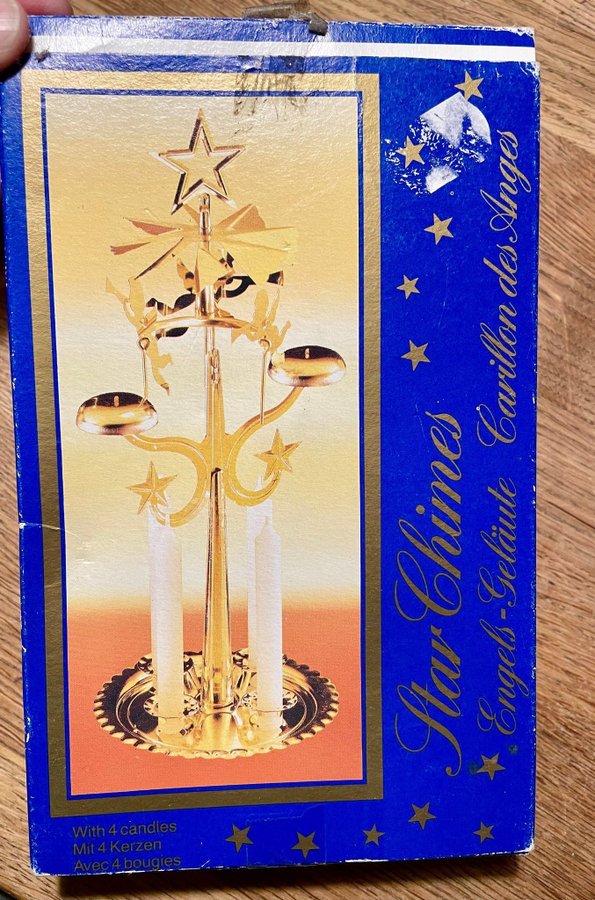 Star Chimes
Engels-Geläute Carillon des Anges
With 4 candles
Mit 4 Kerzen
Avec 4 bougies